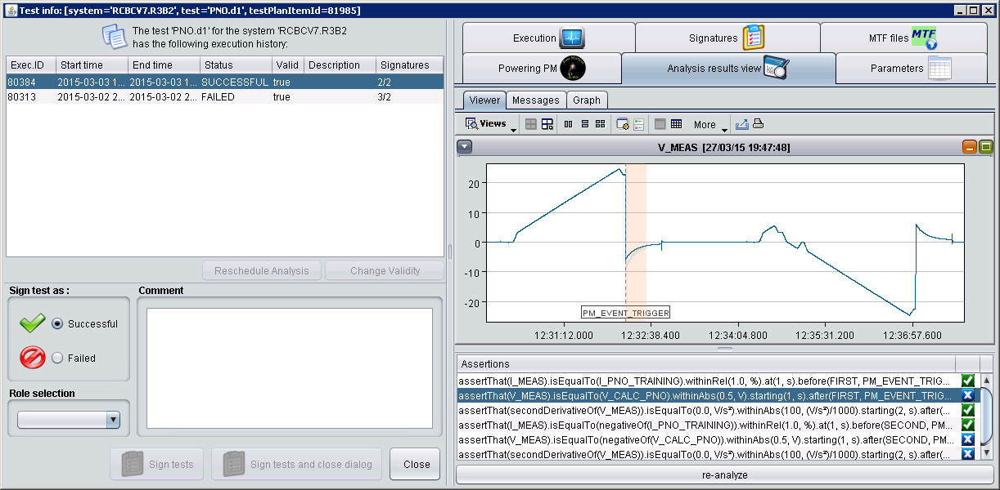 Test info: [system='RCBCV7.R3B2', test='PNO.d1', testPlanItemId=81985]
The test 'PNO.d1' for the system 'RCBCV7.R3B2
has the following execution history:
Exec.ID Start time End time Status Valid Description Signatures
80384 2015-03-03 1... 2015-03-03 1... SUCCESSFUL true 2/2
80313 2015-03-02 2... 2015-03-02 2... FAILED true 3/2
Reschedule Analysis Change Validity
Sign test as :
Successful
Failed
Comment
Role selection
Sign tests Sign tests and close dialog Close
Execution Signatures MTF files MTF
Powering PM Analysis results view Parameters
Viewer Messages Graph
Views More
V_MEAS [27/03/15 19:47:48]
20
10
0
-10
-20
PM_EVENT_TRIGGER
12:31:12.000 12:32:38.400 12:34:04.800 12:35:31.200 12:36:57.600
Assertions
assertThat(I_MEAS).isEqualTo(I_PNO_TRAINING).withinRel(1.0, %).at(1, s).before(FIRST, PM_EVENT_TRIG...
assertThat(V_MEAS).isEqualTo(V_CALC_PNO).withinAbs(0.5, V).starting(1, s).after(FIRST, PM_EVENT_TRIG...
assertThat(secondDerivativeOf(V_MEAS)).isEqualTo(0.0, V/s²).withinAbs(100, (V/s²)/1000).starting(2, s).after(...
assertThat(I_MEAS).isEqualTo(negativeOf(I_PNO_TRAINING)).withinRel(1.0, %).at(1, s).before(SECOND, PM...
assertThat(V_MEAS).isEqualTo(negativeOf(V_CALC_PNO)).withinAbs(0.5, V).starting(1, s).after(SECOND, PM...
assertThat(secondDerivativeOf(V_MEAS)).isEqualTo(0.0, V/s²).withinAbs(100, (V/s²)/1000).starting(2, s).after(...
re-analyze